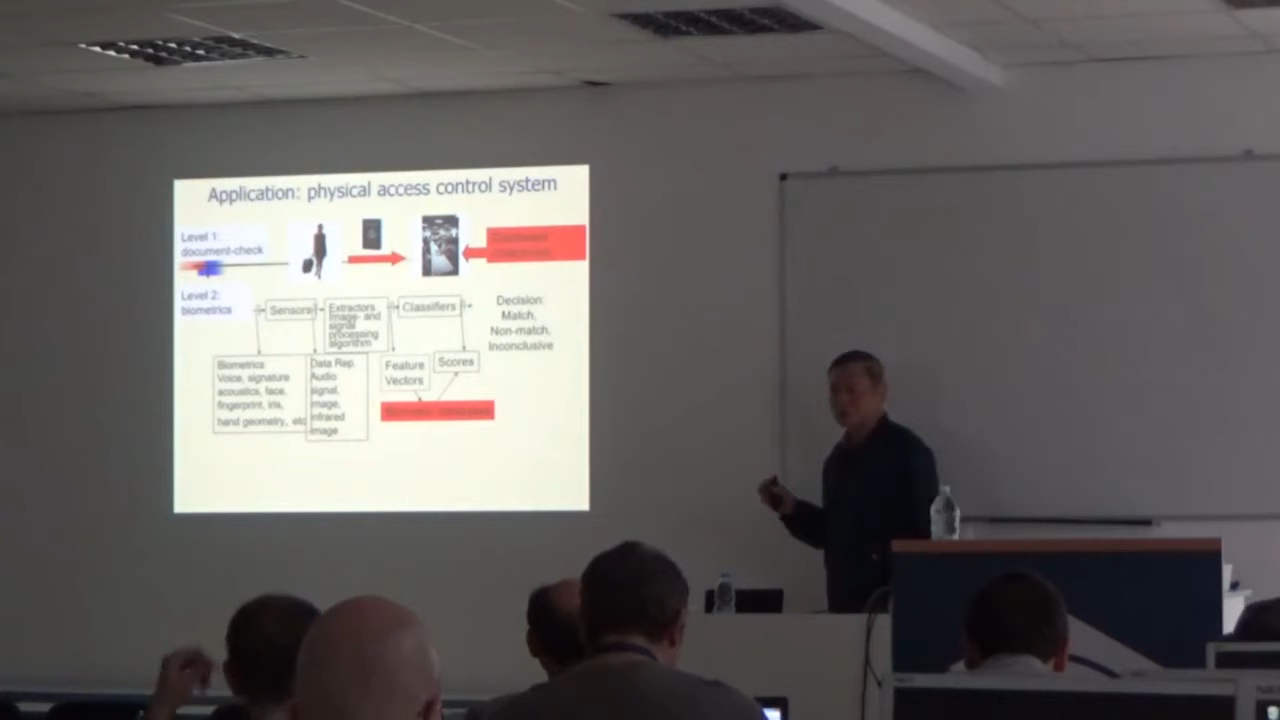 Application: physical access control system
Level 1:
document-check
Level 2:
biometrics
Sensors
Extractors
Image- and
signal
processing
algorithm
Classifiers
Decision:
Match,
Non-match,
Inconclusive
Biometrics
Voice, signature
acoustics, face,
fingerprint, iris,
hand geometry, etc
Data Rep.
Audio
signal,
image,
infrared
image
Feature
Vectors
Scores